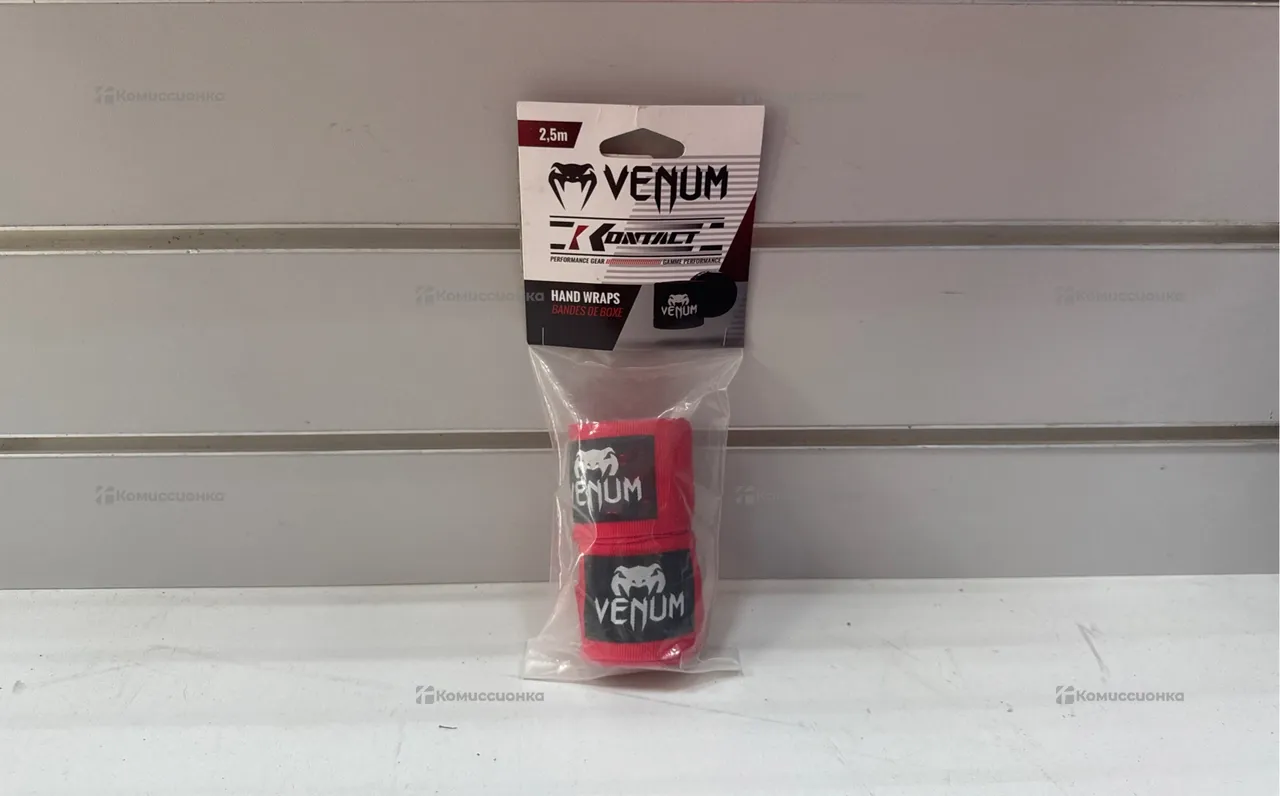 Комиссионка
2,5m
VENUM
KONTACT
PERFORMANCE GEAR GAMME PERFORMANCE
Комиссионка
HAND WRAPS
BANDES DE BOXE
VENUM
Комиссионка
VENUM
Комиссионка
VENUM
Комиссионка
Комиссионка